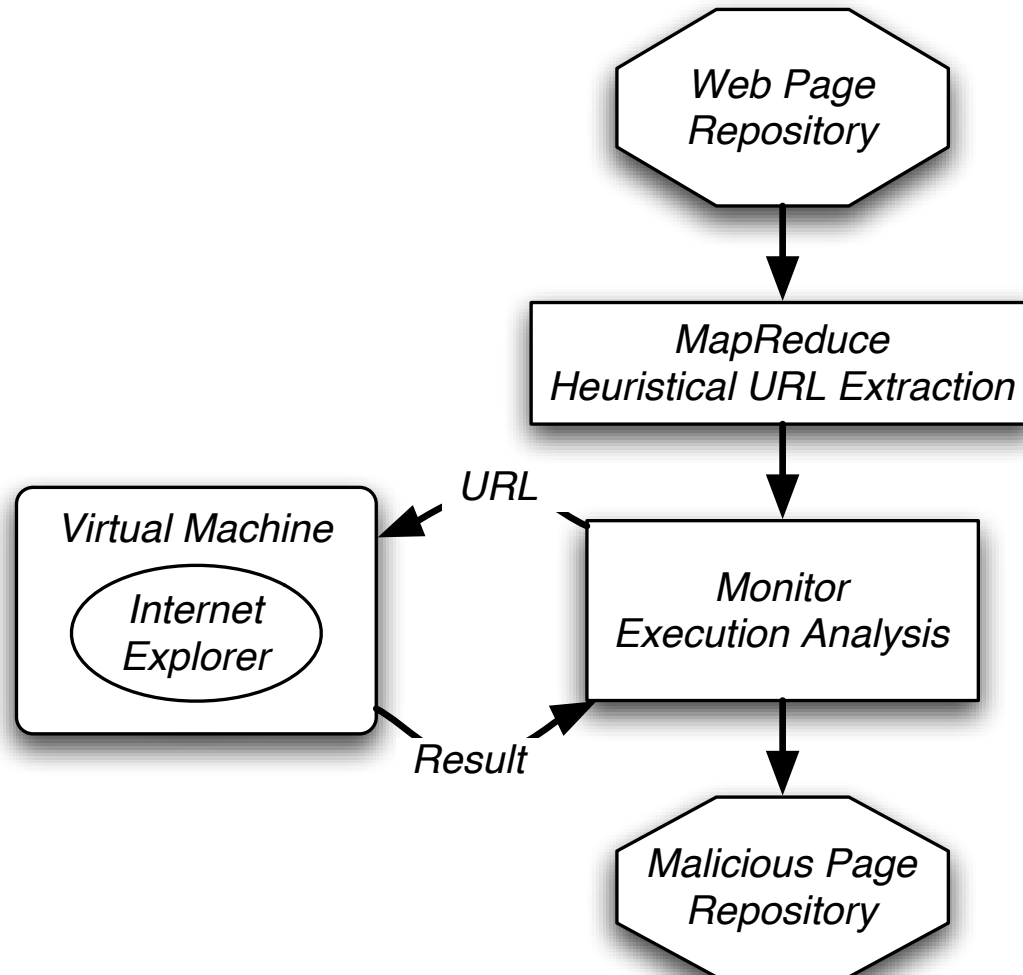 Web Page
Repository
MapReduce
Heuristical URL Extraction
URL
Virtual Machine
Internet
Explorer
Monitor
Execution Analysis
Result
Malicious Page
Repository